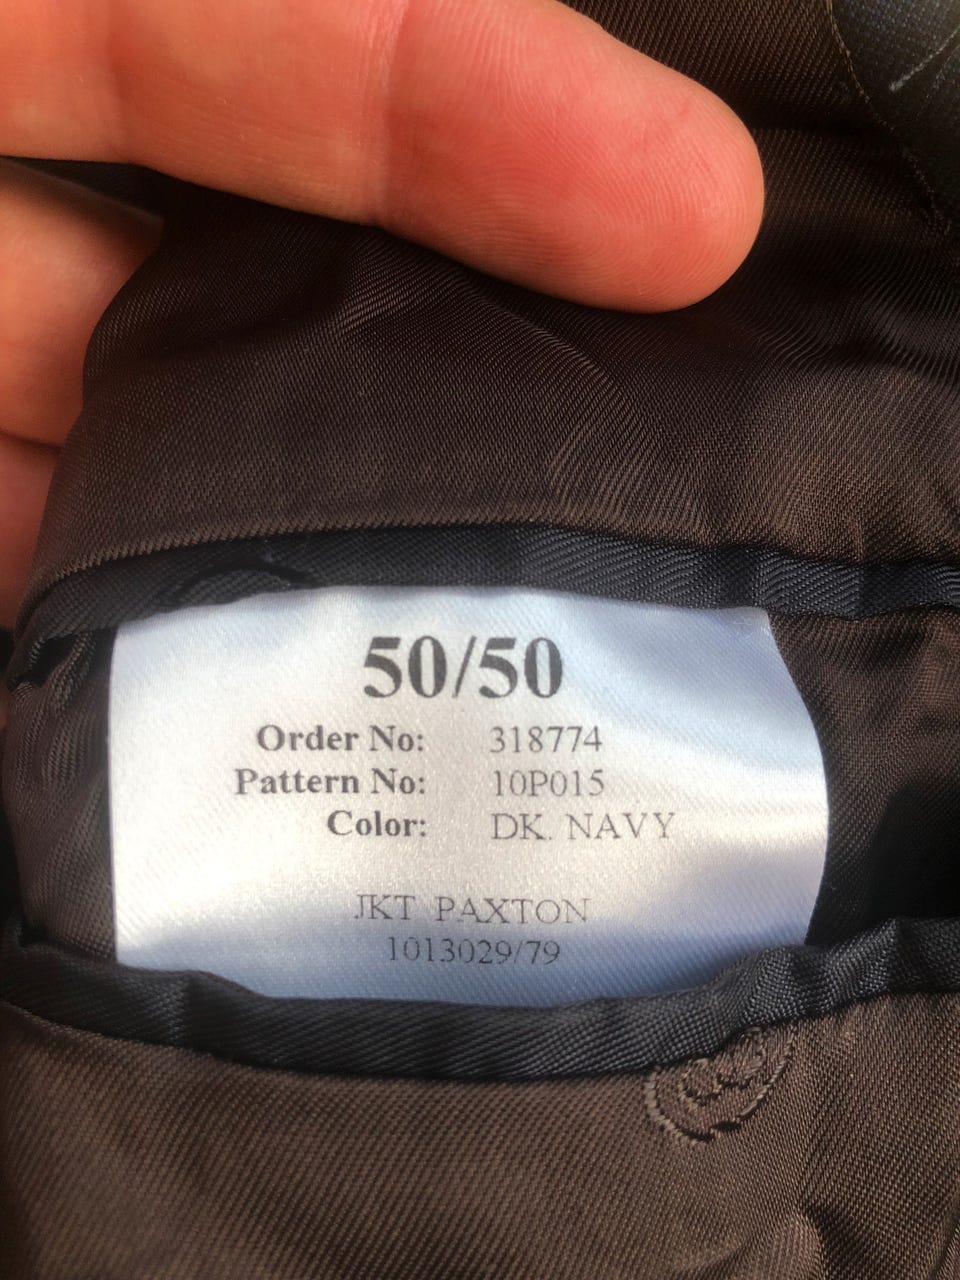 50/50
Order No: 318774
Pattern No: 10P015
Color: DK. NAVY
JKT PAXTON
1013029/79